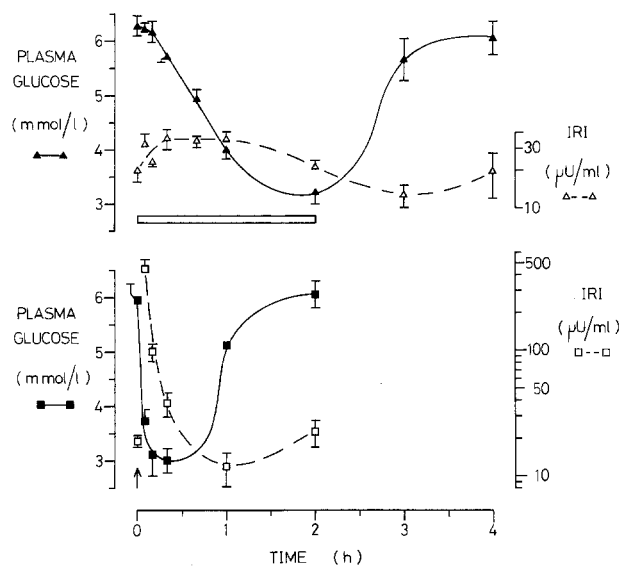 PLASMA
GLUCOSE
(mmol/l)
6
5
4
3
IRI
(μU/ml)
30
10
PLASMA
GLUCOSE
(mmol/l)
6
5
4
3
IRI
(μU/ml)
500
100
50
10
0 1 2 3 4
TIME (h)